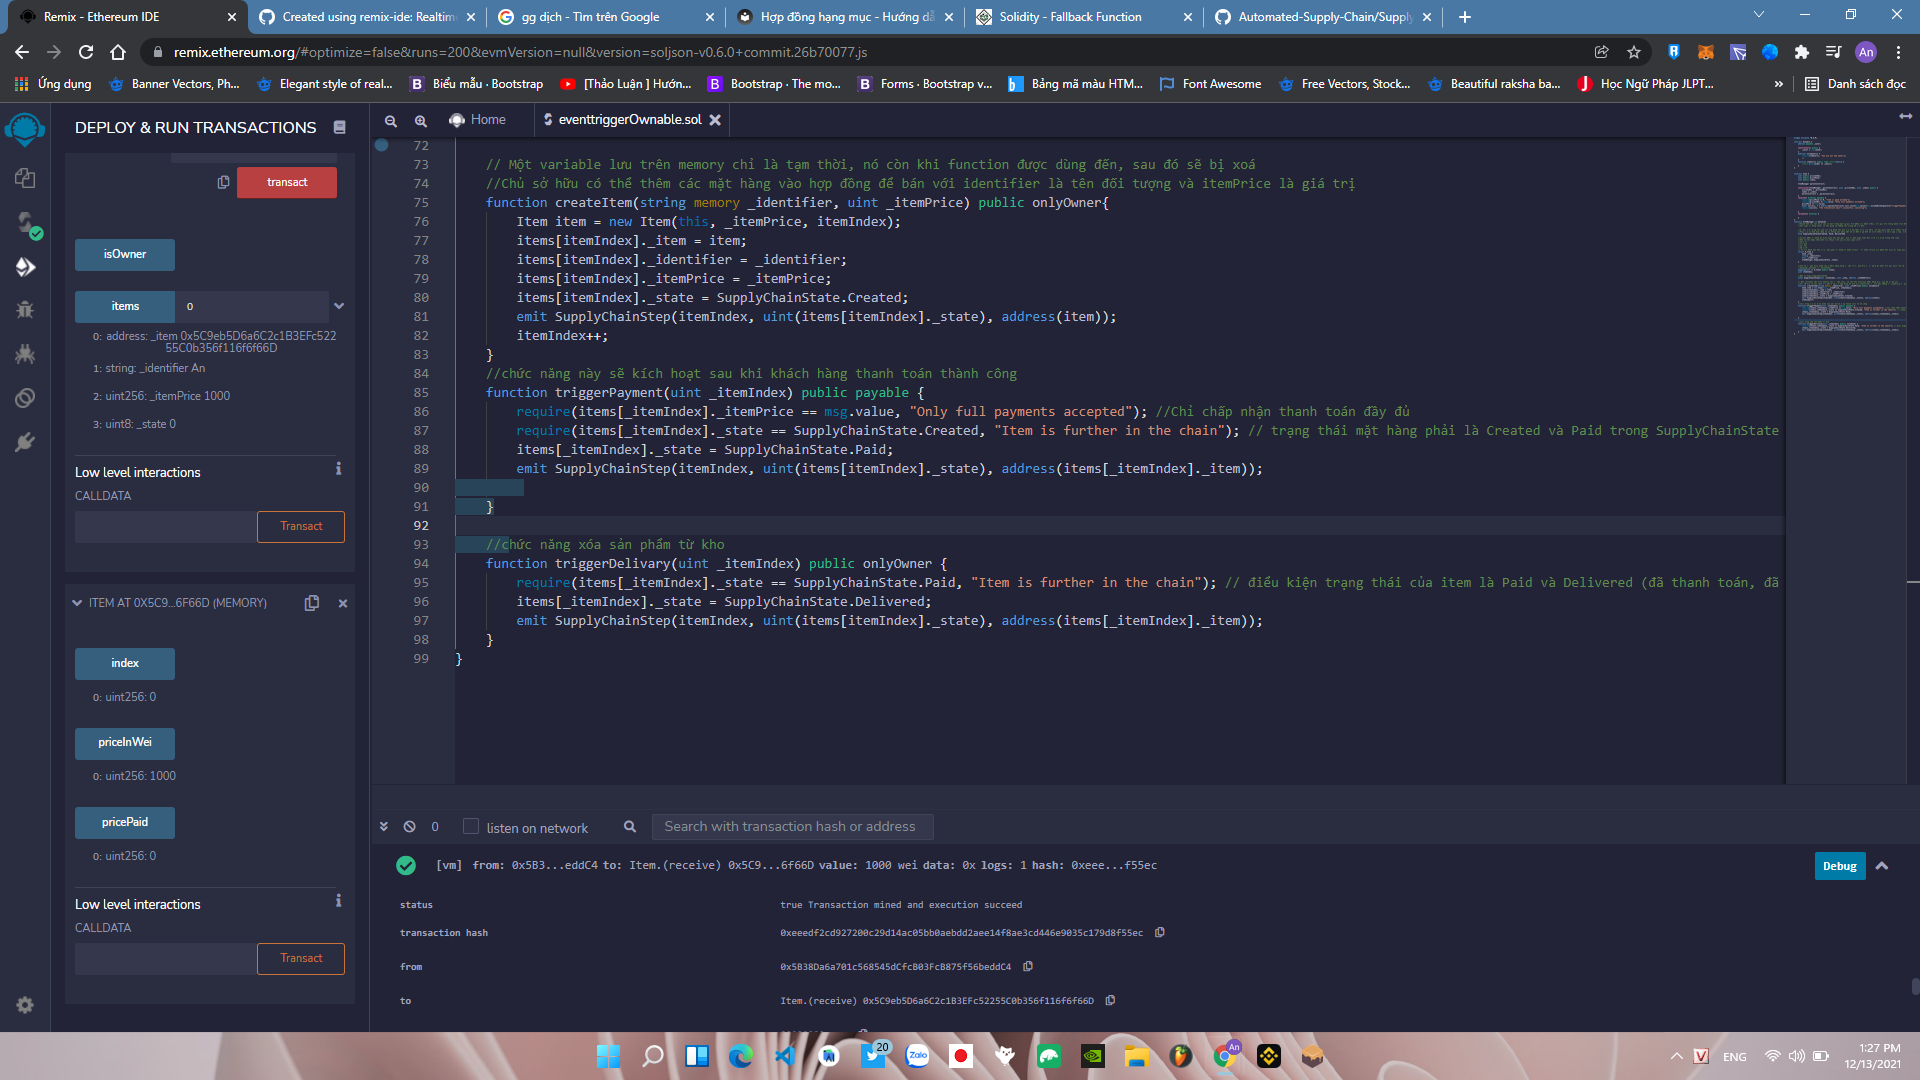 Remix - Ethereum IDE
Created using remix-ide: Realtim
gg dịch - Tìm trên Google
Hợp đồng hạng mục - Hướng dẫ
Solidity - Fallback Function
Automated-Supply-Chain/Supply
remix.ethereum.org/#optimize=false&runs=200&evmVersion=null&version=soljson-v0.6.0+commit.26b70077.js
An
Ứng dụng
Banner Vectors, Ph...
Elegant style of real...
Biểu mẫu · Bootstrap
[Thảo Luận ] Hướn...
Bootstrap · The mo...
Forms · Bootstrap v...
Bảng mã màu HTM...
Font Awesome
Free Vectors, Stock...
Beautiful raksha ba...
Học Ngữ Pháp JLPT...
»
Danh sách đọc
DEPLOY & RUN TRANSACTIONS
transact
isOwner
items 0
0: address: _item 0x5C9eb5D6a6C2c1B3EFc522
55C0b356f116f6f66D
1: string: _identifier An
2: uint256: _itemPrice 1000
3: uint8: _state 0
Low level interactions
CALLDATA
Transact
ITEM AT 0X5C9...6F66D (MEMORY)
index
0: uint256: 0
priceInWei
0: uint256: 1000
pricePaid
0: uint256: 0
Low level interactions
CALLDATA
Transact
Home
eventtriggerOwnable.sol
72
73 // Một variable lưu trên memory chỉ là tạm thời, nó còn khi function được dùng đến, sau đó sẽ bị xoá
74 //Chủ sở hữu có thể thêm các mặt hàng vào hợp đồng để bán với identifier là tên đối tượng và itemPrice là giá trị
75 function createItem(string memory _identifier, uint _itemPrice) public onlyOwner{
76 Item item = new Item(this, _itemPrice, itemIndex);
77 items[itemIndex]._item = item;
78 items[itemIndex]._identifier = _identifier;
79 items[itemIndex]._itemPrice = _itemPrice;
80 items[itemIndex]._state = SupplyChainState.Created;
81 emit SupplyChainStep(itemIndex, uint(items[itemIndex]._state), address(item));
82 itemIndex++;
83 }
84 //chức năng này sẽ kích hoạt sau khi khách hàng thanh toán thành công
85 function triggerPayment(uint _itemIndex) public payable {
86 require(items[_itemIndex]._itemPrice == msg.value, "Only full payments accepted"); //Chỉ chấp nhận thanh toán đầy đủ
87 require(items[_itemIndex]._state == SupplyChainState.Created, "Item is further in the chain"); // trạng thái mặt hàng phải là Created và Paid trong SupplyChainState
88 items[_itemIndex]._state = SupplyChainState.Paid;
89 emit SupplyChainStep(itemIndex, uint(items[itemIndex]._state), address(items[_itemIndex]._item));
90
91 }
92
93 //chức năng xóa sản phẩm từ kho
94 function triggerDelivary(uint _itemIndex) public onlyOwner {
95 require(items[_itemIndex]._state == SupplyChainState.Paid, "Item is further in the chain"); // điểu kiện trạng thái của item là Paid và Delivered (đã thanh toán, đã
96 items[_itemIndex]._state = SupplyChainState.Delivered;
97 emit SupplyChainStep(itemIndex, uint(items[itemIndex]._state), address(items[_itemIndex]._item));
98 }
99 }
0
listen on network
Search with transaction hash or address
[vm] from: 0x5B3...eddC4 to: Item.(receive) 0x5C9...6f66D value: 1000 wei data: 0x logs: 1 hash: 0xeee...f55ec
Debug
status true Transaction mined and execution succeed
transaction hash 0xeeedf2cd927200c29d14ac05bb0aebdd2aee14f8ae3cd446e9035c179d8f55ec
from 0x5B38Da6a701c568545dCfcB03FcB875f56beddC4
to Item.(receive) 0x5C9eb5D6a6C2c1B3EFc52255C0b356f116f6f66D
20
Zalo
An
ENG
1:27 PM
12/13/2021